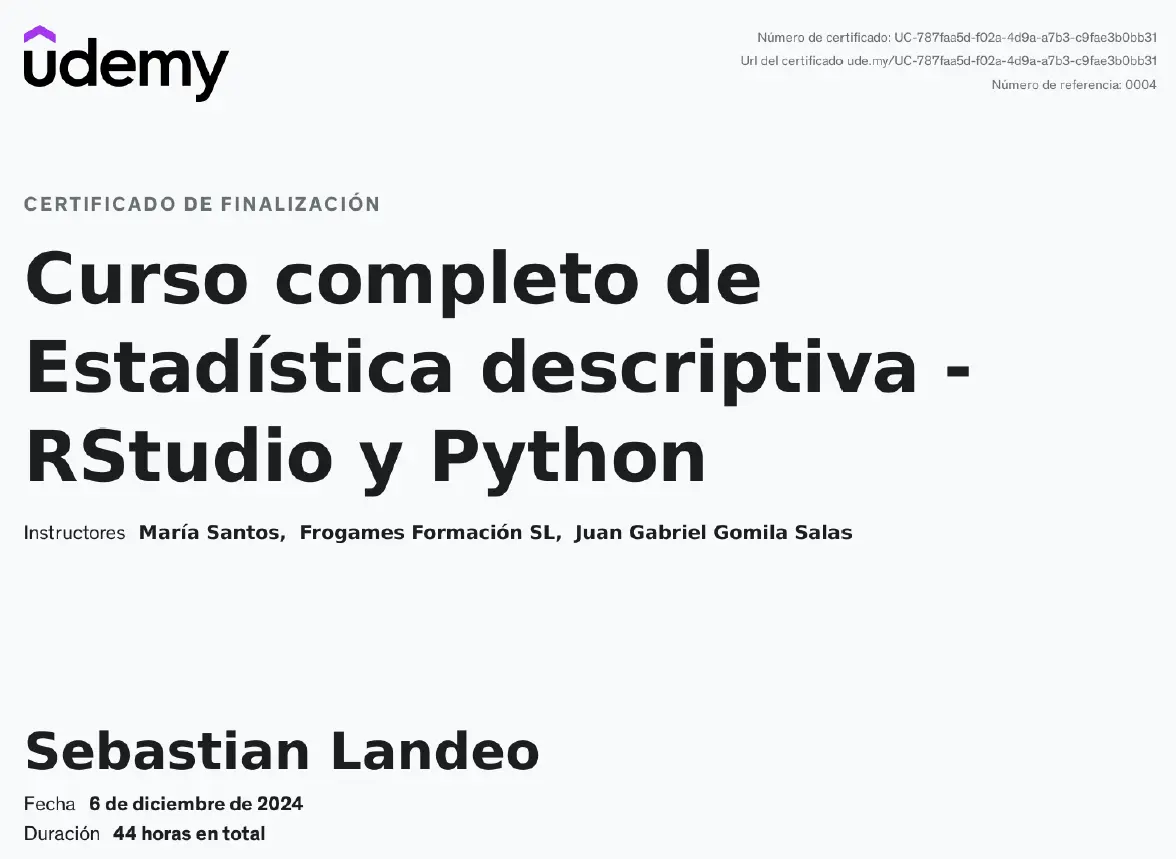 udemy
Número de certificado: UC-787faa5d-f02a-4d9a-a7b3-c9fae3b0bb31
Url del certificado ude.my/UC-787faa5d-f02a-4d9a-a7b3-c9fae3b0bb31
Número de referencia: 0004
CERTIFICADO DE FINALIZACIÓN
Curso completo de
Estadística descriptiva -
RStudio y Python
Instructores María Santos, Frogames Formación SL, Juan Gabriel Gomila Salas
Sebastian Landeo
Fecha 6 de diciembre de 2024
Duración 44 horas en total